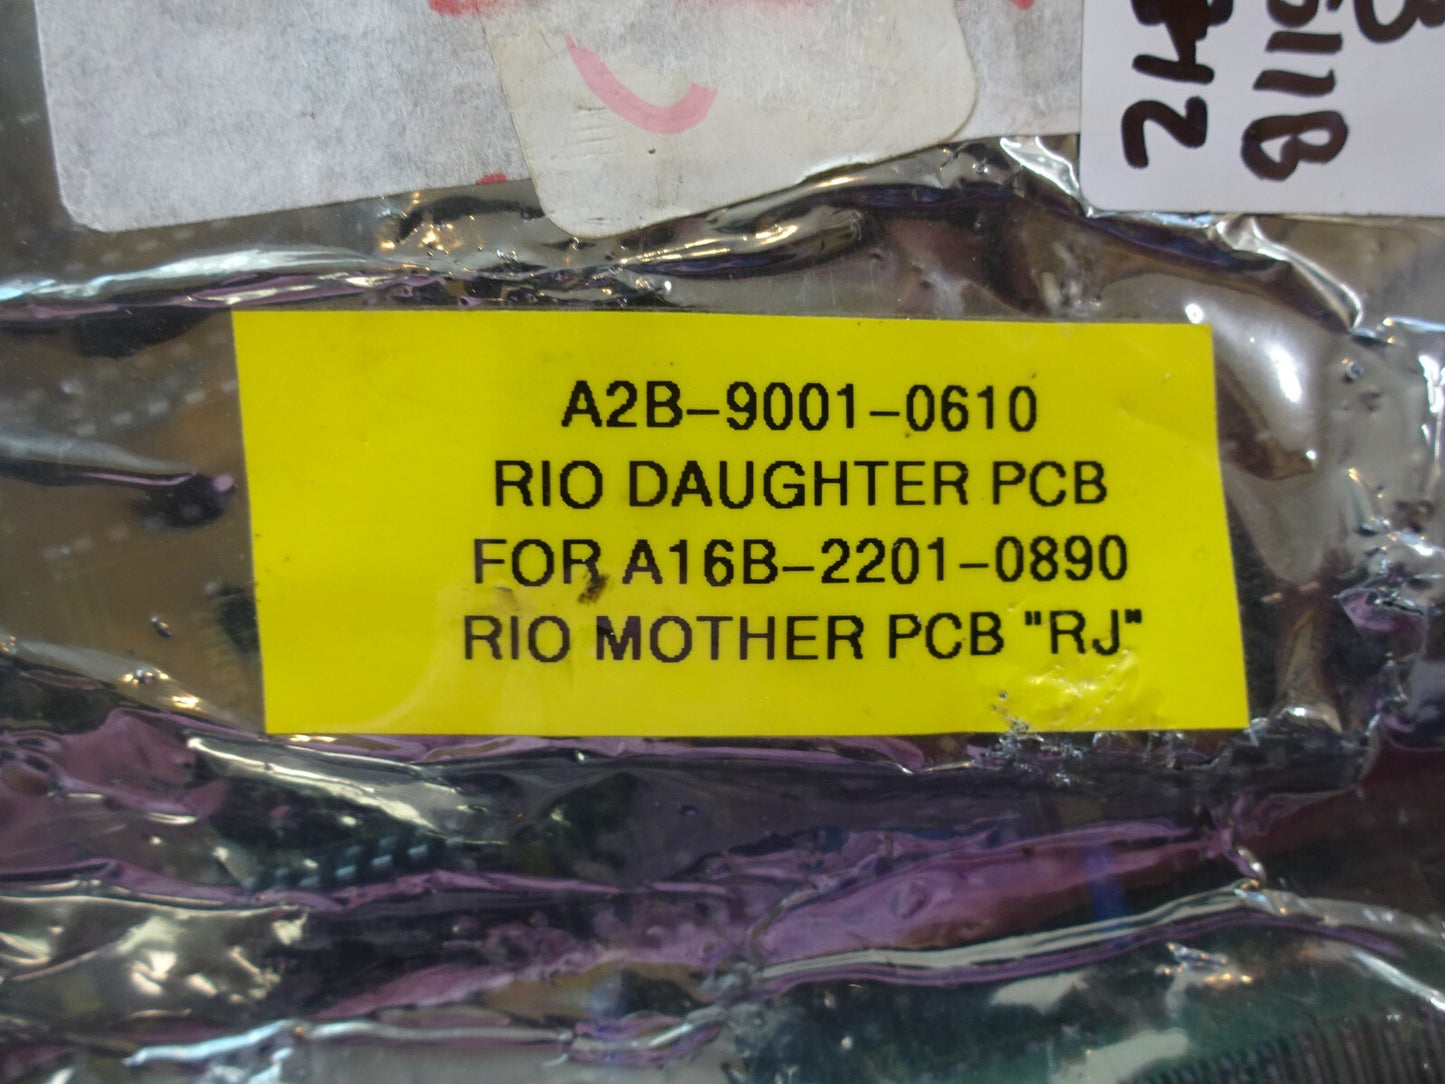 A2B-9001-0610
RIO DAUGHTER PCB
FOR A16B-2201-0890
RIO MOTHER PCB "RJ"